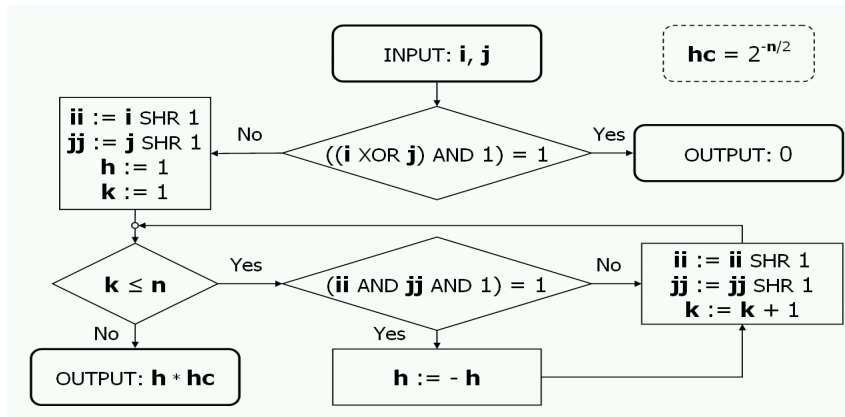 INPUT: i, j
hc = 2^-n/2
ii := i SHR 1
jj := j SHR 1
h := 1
k := 1
No
((i XOR j) AND 1) = 1
Yes
OUTPUT: 0
k ≤ n
Yes
(ii AND jj AND 1) = 1
No
ii := ii SHR 1
jj := jj SHR 1
k := k + 1
No
Yes
OUTPUT: h * hc
h := - h